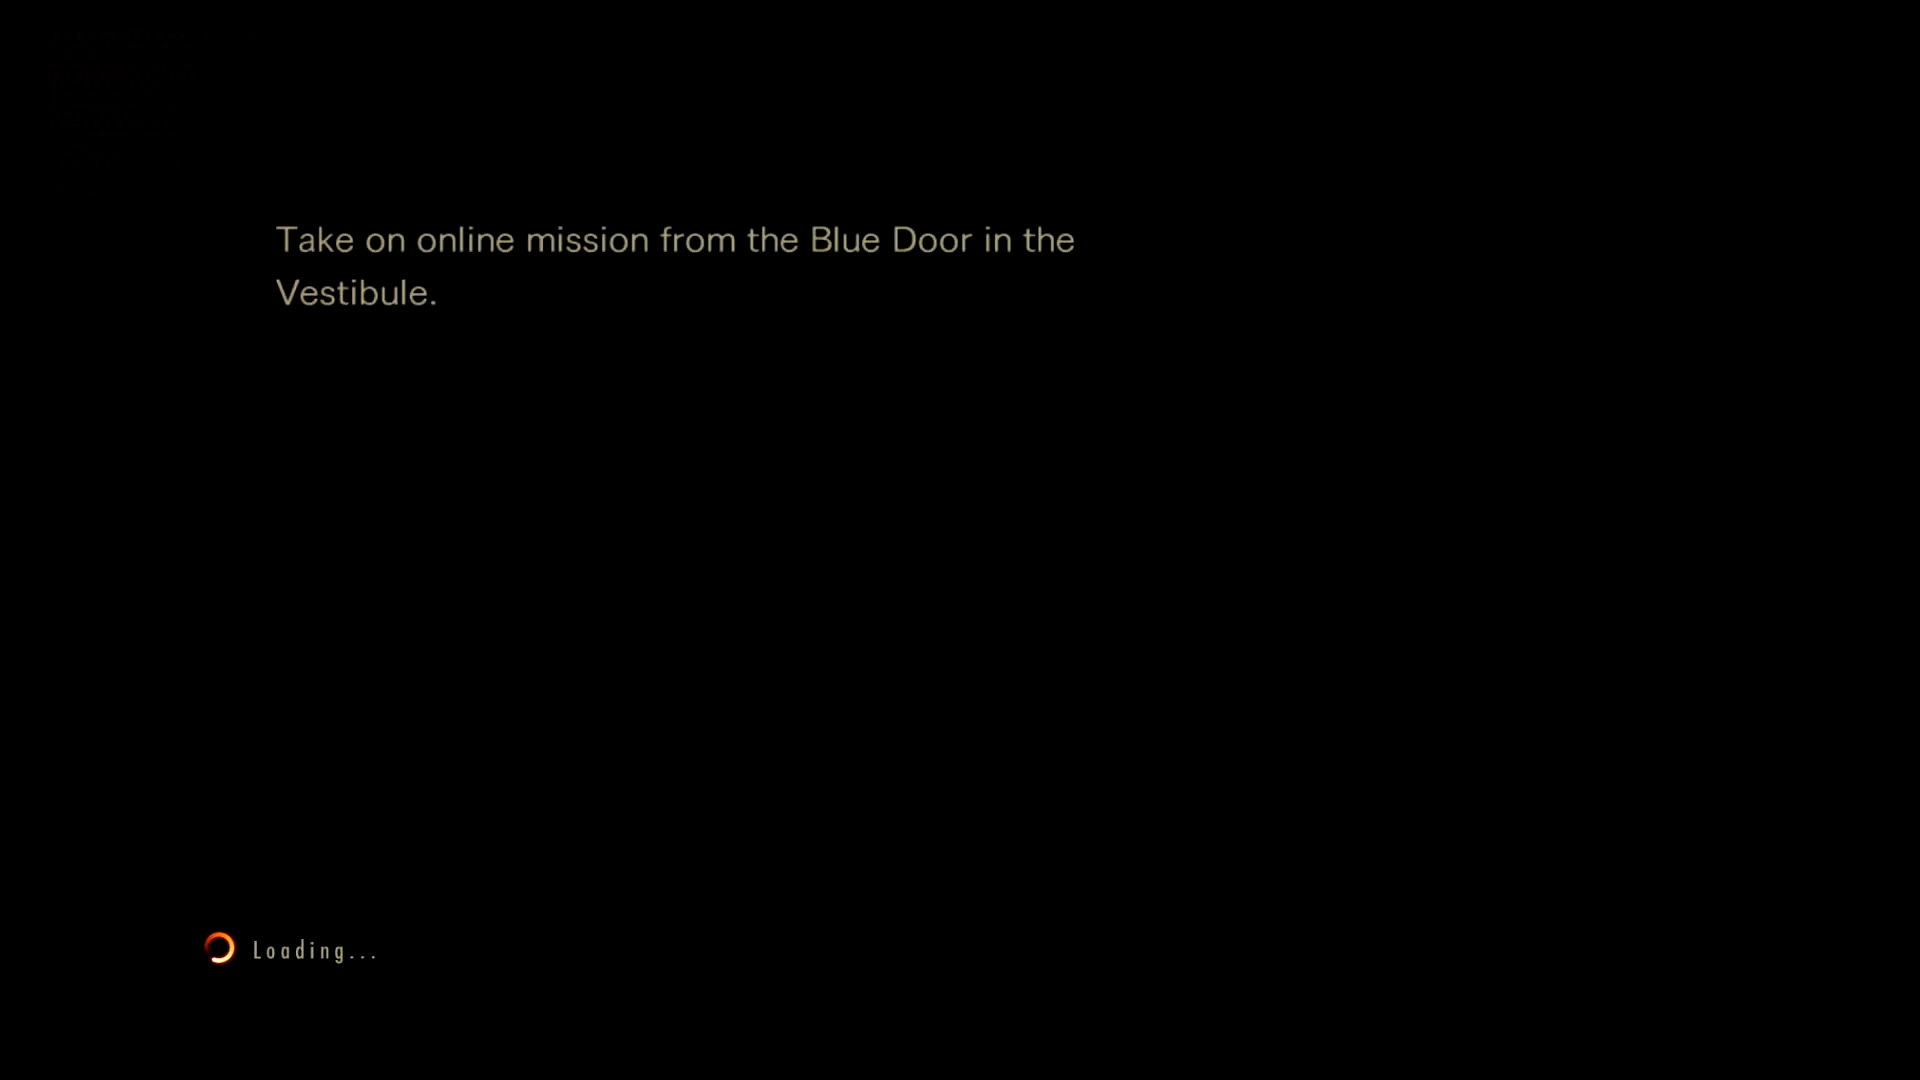 Take on online mission from the Blue Door in the
Vestibule.
Loading...